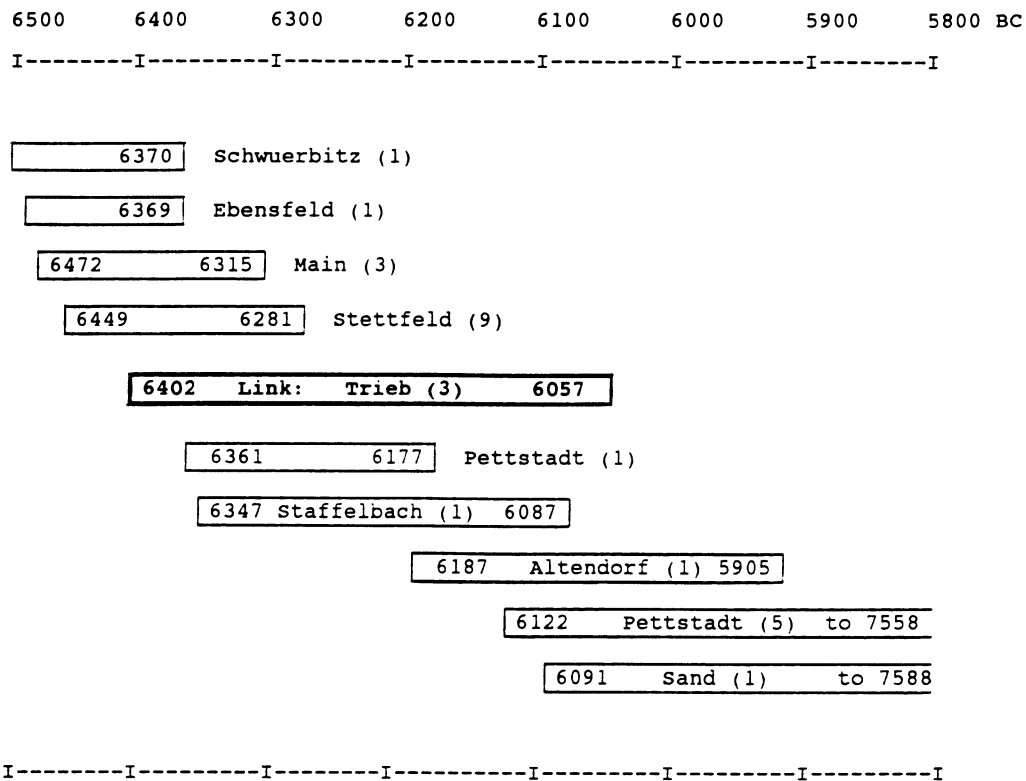 6500 6400 6300 6200 6100 6000 5900 5800 BC
I--------I---------I---------I---------I---------I---------I--------I
6370 Schwuerbitz (1)
6369 Ebensfeld (1)
6472 6315 Main (3)
6449 6281 Stettfeld (9)
6402 Link: Trieb (3) 6057
6361 6177 Pettstadt (1)
6347 Staffelbach (1) 6087
6187 Altendorf (1) 5905
6122 Pettstadt (5) to 7558
6091 Sand (1) to 7588
I--------I---------I--------I----------I---------I---------I---------I